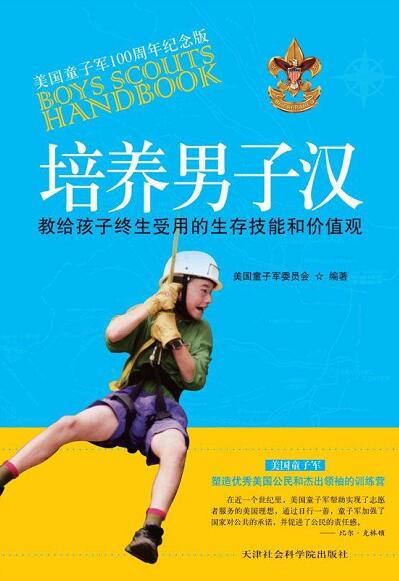 美国童子军100周年纪念版
BOYS SCOUTS
HANDBOOK
培养男子汉
教给孩子终生受用的生存技能和价值观
美国童子军委员会 ☆ 编著
美国童子军
塑造优秀美国公民和杰出领袖的训练营
在近一个世纪里,美国童子军帮助实现了志愿
者服务的美国理想,通过日行一善,童子军加强了
国家对公共的承诺,并促进了公民的责任感。
—— 比尔·克林顿
天津社会科学院出版社